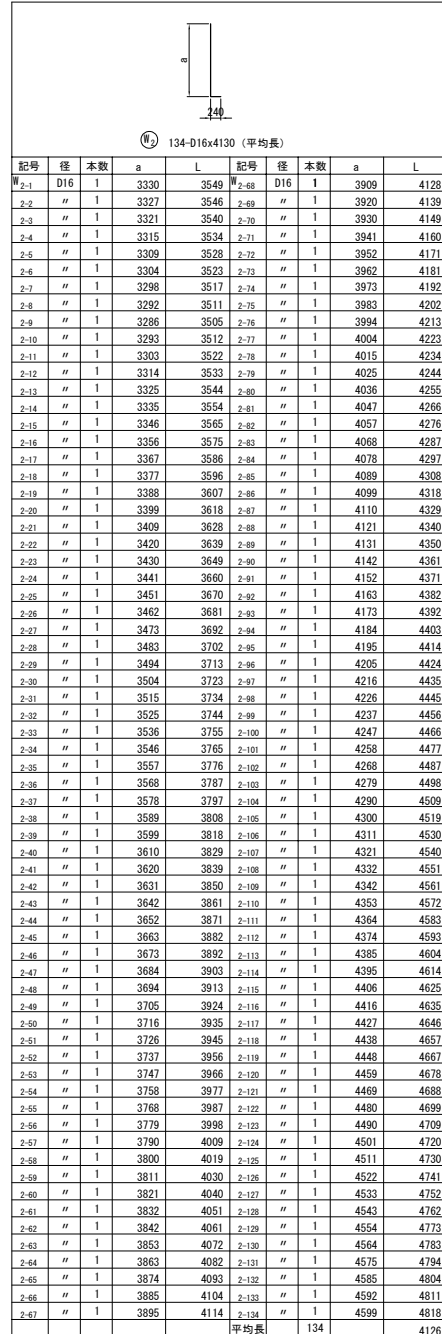 a
240
W2 134-D16x4130 (平均長)
記号 径 本数 a L 記号 径 本数 a L
W2-1 D16 1 3330 3549 W2-68 D16 1 3909 4128
2-2 〃 1 3327 3546 2-69 〃 1 3920 4139
2-3 〃 1 3321 3540 2-70 〃 1 3930 4149
2-4 〃 1 3315 3534 2-71 〃 1 3941 4160
2-5 〃 1 3309 3528 2-72 〃 1 3952 4171
2-6 〃 1 3304 3523 2-73 〃 1 3962 4181
2-7 〃 1 3298 3517 2-74 〃 1 3973 4192
2-8 〃 1 3292 3511 2-75 〃 1 3983 4202
2-9 〃 1 3286 3505 2-76 〃 1 3994 4213
2-10 〃 1 3293 3512 2-77 〃 1 4004 4223
2-11 〃 1 3303 3522 2-78 〃 1 4015 4234
2-12 〃 1 3314 3533 2-79 〃 1 4025 4244
2-13 〃 1 3325 3544 2-80 〃 1 4036 4255
2-14 〃 1 3335 3554 2-81 〃 1 4047 4266
2-15 〃 1 3346 3565 2-82 〃 1 4057 4276
2-16 〃 1 3356 3575 2-83 〃 1 4068 4287
2-17 〃 1 3367 3586 2-84 〃 1 4078 4297
2-18 〃 1 3377 3596 2-85 〃 1 4089 4308
2-19 〃 1 3388 3607 2-86 〃 1 4099 4318
2-20 〃 1 3399 3618 2-87 〃 1 4110 4329
2-21 〃 1 3409 3628 2-88 〃 1 4121 4340
2-22 〃 1 3420 3639 2-89 〃 1 4131 4350
2-23 〃 1 3430 3649 2-90 〃 1 4142 4361
2-24 〃 1 3441 3660 2-91 〃 1 4152 4371
2-25 〃 1 3451 3670 2-92 〃 1 4163 4382
2-26 〃 1 3462 3681 2-93 〃 1 4173 4392
2-27 〃 1 3473 3692 2-94 〃 1 4184 4403
2-28 〃 1 3483 3702 2-95 〃 1 4195 4414
2-29 〃 1 3494 3713 2-96 〃 1 4205 4424
2-30 〃 1 3504 3723 2-97 〃 1 4216 4435
2-31 〃 1 3515 3734 2-98 〃 1 4226 4445
2-32 〃 1 3525 3744 2-99 〃 1 4237 4456
2-33 〃 1 3536 3755 2-100 〃 1 4247 4466
2-34 〃 1 3546 3765 2-101 〃 1 4258 4477
2-35 〃 1 3557 3776 2-102 〃 1 4268 4487
2-36 〃 1 3568 3787 2-103 〃 1 4279 4498
2-37 〃 1 3578 3797 2-104 〃 1 4290 4509
2-38 〃 1 3589 3808 2-105 〃 1 4300 4519
2-39 〃 1 3599 3818 2-106 〃 1 4311 4530
2-40 〃 1 3610 3829 2-107 〃 1 4321 4540
2-41 〃 1 3620 3839 2-108 〃 1 4332 4551
2-42 〃 1 3631 3850 2-109 〃 1 4342 4561
2-43 〃 1 3642 3861 2-110 〃 1 4353 4572
2-44 〃 1 3652 3871 2-111 〃 1 4364 4583
2-45 〃 1 3663 3882 2-112 〃 1 4374 4593
2-46 〃 1 3673 3892 2-113 〃 1 4385 4604
2-47 〃 1 3684 3903 2-114 〃 1 4395 4614
2-48 〃 1 3694 3913 2-115 〃 1 4406 4625
2-49 〃 1 3705 3924 2-116 〃 1 4416 4635
2-50 〃 1 3716 3935 2-117 〃 1 4427 4646
2-51 〃 1 3726 3945 2-118 〃 1 4438 4657
2-52 〃 1 3737 3956 2-119 〃 1 4448 4667
2-53 〃 1 3747 3966 2-120 〃 1 4459 4678
2-54 〃 1 3758 3977 2-121 〃 1 4469 4688
2-55 〃 1 3768 3987 2-122 〃 1 4480 4699
2-56 〃 1 3779 3998 2-123 〃 1 4490 4709
2-57 〃 1 3790 4009 2-124 〃 1 4501 4720
2-58 〃 1 3800 4019 2-125 〃 1 4511 4730
2-59 〃 1 3811 4030 2-126 〃 1 4522 4741
2-60 〃 1 3821 4040 2-127 〃 1 4533 4752
2-61 〃 1 3832 4051 2-128 〃 1 4543 4762
2-62 〃 1 3842 4061 2-129 〃 1 4554 4773
2-63 〃 1 3853 4072 2-130 〃 1 4564 4783
2-64 〃 1 3863 4082 2-131 〃 1 4575 4794
2-65 〃 1 3874 4093 2-132 〃 1 4585 4804
2-66 〃 1 3885 4104 2-133 〃 1 4592 4811
2-67 〃 1 3895 4114 2-134 〃 1 4599 4818
平均長 134 4126